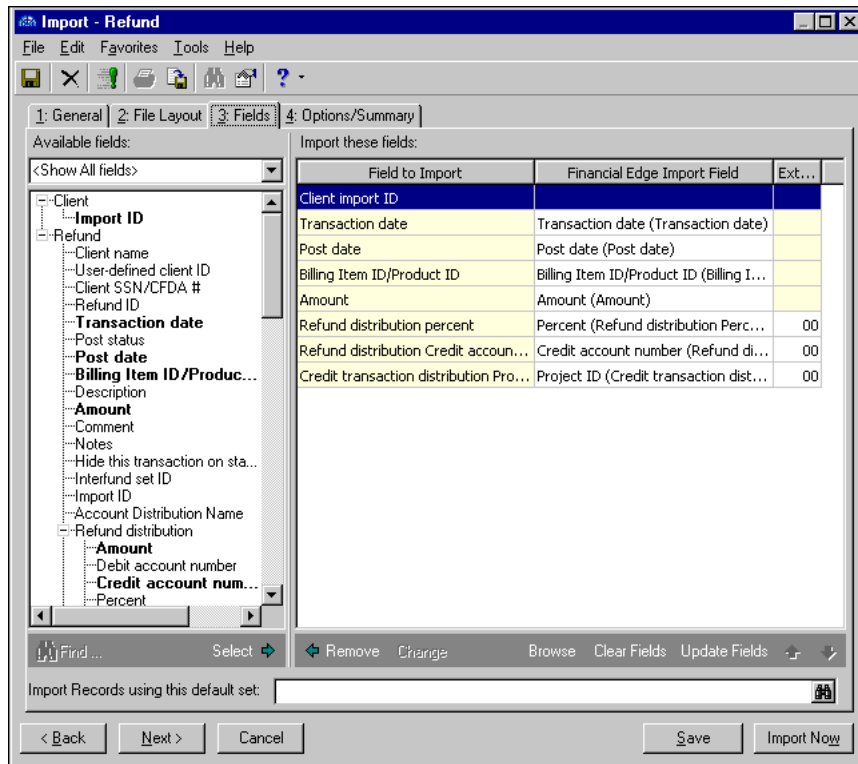 Import - Refund
File Edit Favorites Tools Help
1: General 2: File Layout 3: Fields 4: Options/Summary
Available fields:
<Show All fields>
Client
Import ID
Refund
Client name
User-defined client ID
Client SSN/CFDA #
Refund ID
Transaction date
Post status
Post date
Billing Item ID/Produc...
Description
Amount
Comment
Notes
Hide this transaction on sta...
Interfund set ID
Import ID
Account Distribution Name
Refund distribution
Amount
Debit account number
Credit account num...
Percent
Find ... Select
Import these fields:
Field to Import Financial Edge Import Field Ext...
Client import ID
Transaction date Transaction date (Transaction date)
Post date Post date (Post date)
Billing Item ID/Product ID Billing Item ID/Product ID (Billing I...
Amount Amount (Amount)
Refund distribution percent Percent (Refund distribution Perc... 00
Refund distribution Credit accoun... Credit account number (Refund di... 00
Credit transaction distribution Pro... Project ID (Credit transaction dist... 00
Remove Change Browse Clear Fields Update Fields
Import Records using this default set:
< Back Next > Cancel Save Import Now